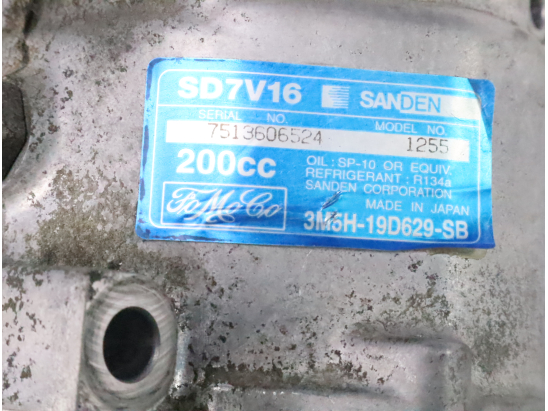 SD7V16 SANDEN
SERIAL NO. MODEL NO.
7513606524 1255
200cc OIL : SP-10 OR EQUIV.
REFRIGERANT : R134a
SANDEN CORPORATION
MADE IN JAPAN
FoMoCo 3M5H-19D629-SB